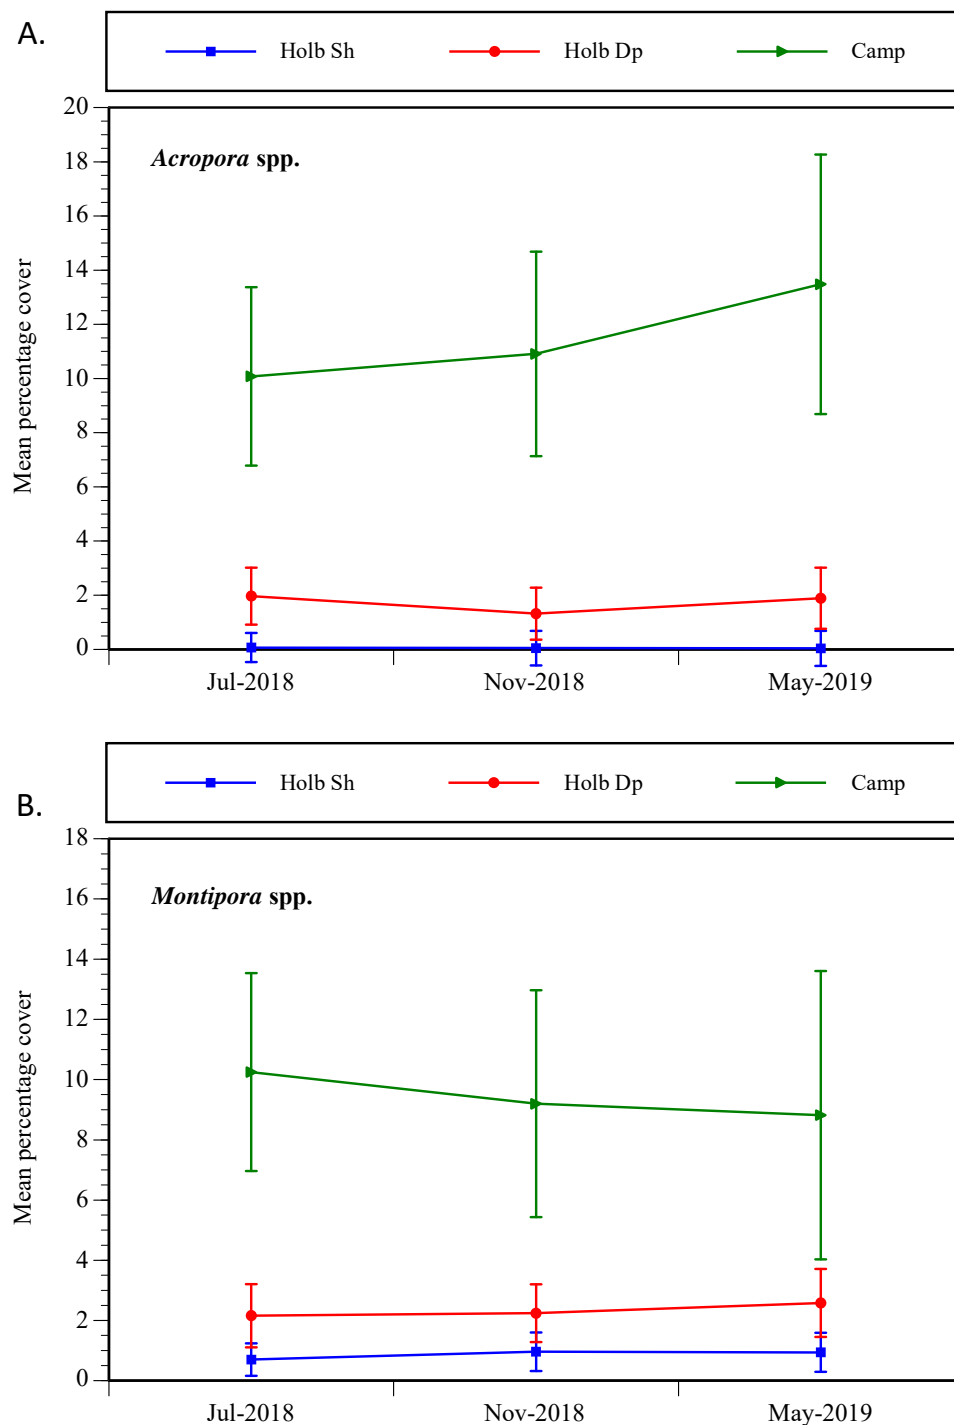 A.
Holb Sh Holb Dp Camp
20
Acropora spp.
18
16
14
12
10
8
6
4
2
0
Mean percentage cover
Jul-2018 Nov-2018 May-2019
Holb Sh Holb Dp Camp
B.
18
Montipora spp.
16
14
12
10
8
6
4
2
0
Mean percentage cover
Jul-2018 Nov-2018 May-2019